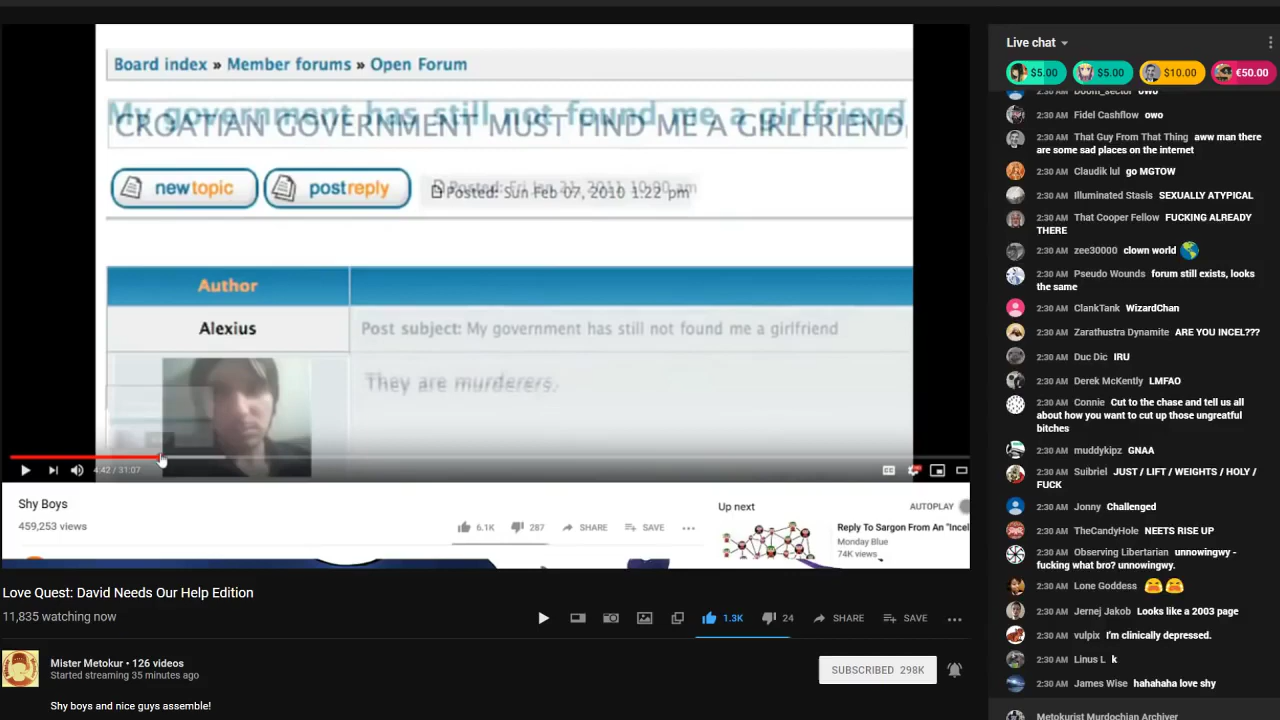 Board index » Member forums » Open Forum
My government has still not found me a girlfriend
CROATIAN GOVERNMENT MUST FIND ME A GIRLFRIEND,
newtopic
postreply
Posted: Sun Feb 07, 2010 1:22 pm
Author
Alexius
Post subject: My government has still not found me a girlfriend
They are murderers.
4:42 / 31:07
Shy Boys
459,253 views
6.1K
287
SHARE
SAVE
Up next
AUTOPLAY
Reply To Sargon From An "Incel
Monday Blue
74K views
Love Quest: David Needs Our Help Edition
11,835 watching now
1.3K
24
SHARE
SAVE
Mister Metokur • 126 videos
Started streaming 35 minutes ago
SUBSCRIBED 298K
Shy boys and nice guys assemble!
Live chat
$5.00
$5.00
$10.00
€50.00
2:30 AM Doom_sector owo
2:30 AM Fidel Cashflow owo
2:30 AM That Guy From That Thing aww man there
are some sad places on the internet
2:30 AM Claudik lul go MGTOW
2:30 AM Illuminated Stasis SEXUALLY ATYPICAL
2:30 AM That Cooper Fellow FUCKING ALREADY
THERE
2:30 AM zee30000 clown world
2:30 AM Pseudo Wounds forum still exists, looks
the same
2:30 AM ClankTank WizardChan
2:30 AM Zarathustra Dynamite ARE YOU INCEL???
2:30 AM Duc Dic IRU
2:30 AM Derek McKently LMFAO
2:30 AM Connie Cut to the chase and tell us all
about how you want to cut up those ungreatful
bitches
2:30 AM muddykipz GNAA
2:30 AM Suibriel JUST / LIFT / WEIGHTS / HOLY /
FUCK
2:30 AM Jonny Challenged
2:30 AM TheCandyHole NEETS RISE UP
2:30 AM Observing Libertarian unnowingwy -
fucking what bro? unnowingwy.
2:30 AM Lone Goddess
2:30 AM Jernej Jakob Looks like a 2003 page
2:30 AM vulpix I'm clinically depressed.
2:30 AM Linus L k
2:30 AM James Wise hahahaha love shy
Metokurist Murdochian Archiver